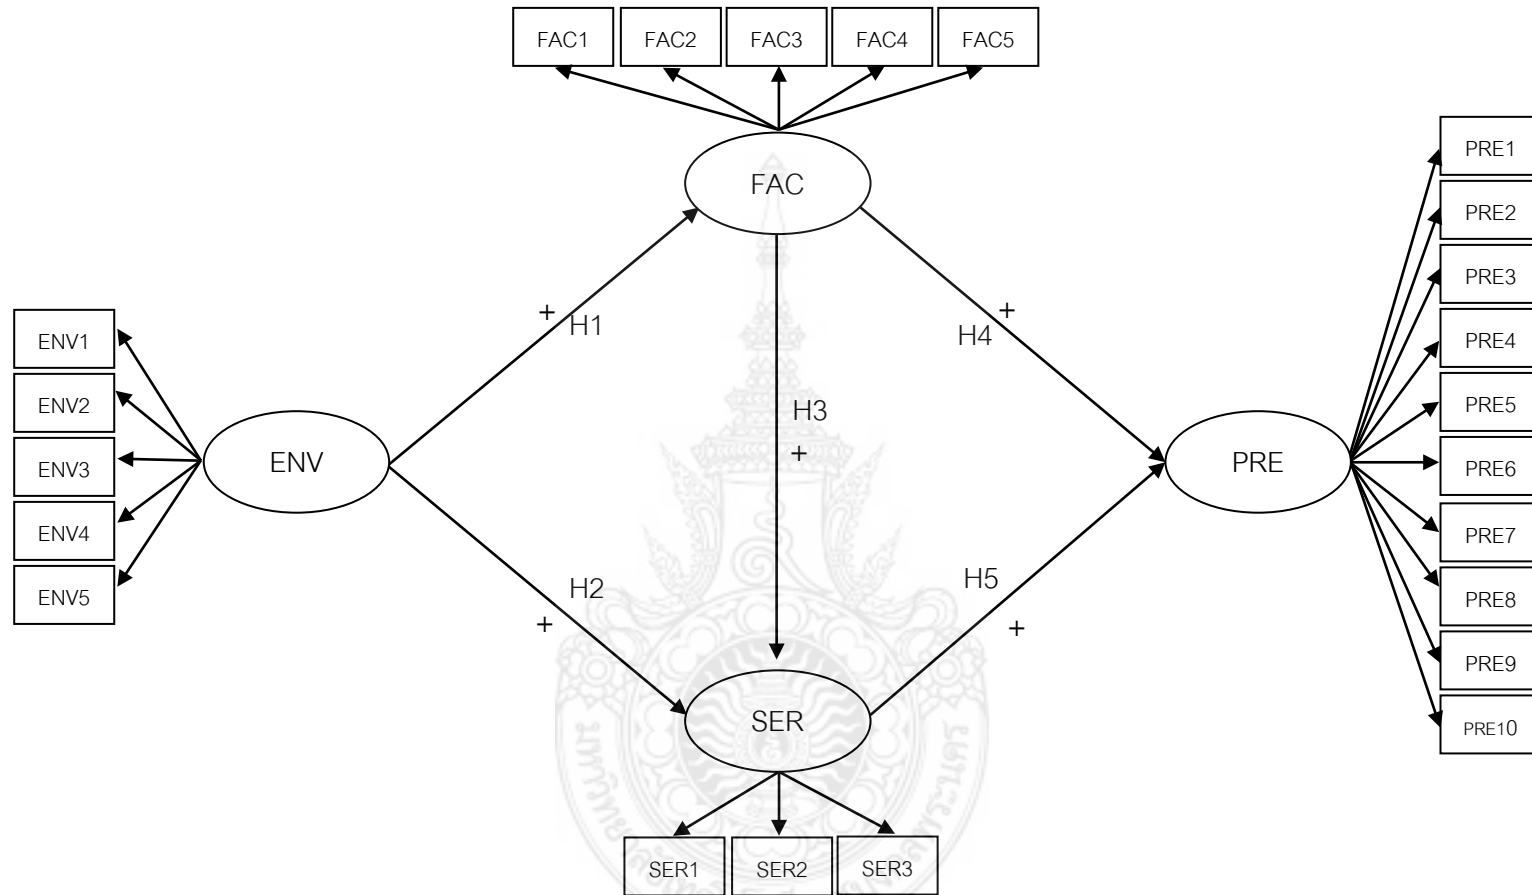 FAC1 FAC2 FAC3 FAC4 FAC5
FAC
PRE1
PRE2
PRE3
PRE4
PRE5
PRE6
PRE7
PRE8
PRE9
PRE10
ENV1
ENV2
ENV3
ENV4
ENV5
ENV
PRE
+
H1
+
H4
H3
+
H2
+
H5
+
SER
SER1 SER2 SER3